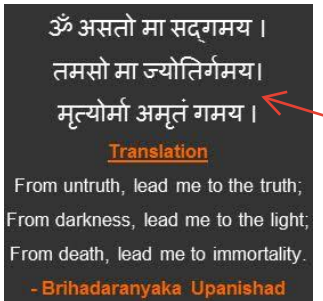 ॐ असतो मा सद्गमय ।
तमसो मा ज्योतिर्गमय।
मृत्योर्मा अमृतं गमय ।
Translation
From untruth, lead me to the truth;
From darkness, lead me to the light;
From death, lead me to immortality.
- Brihadaranyaka Upanishad